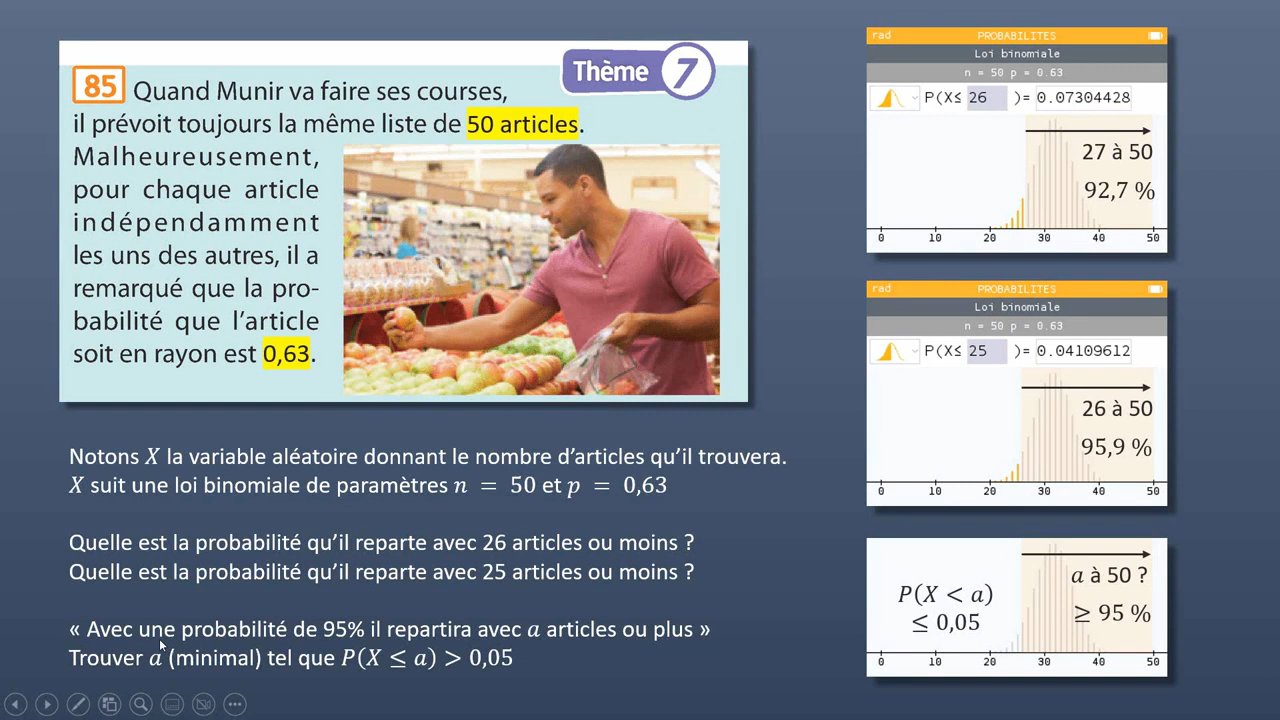 Thème 7
85 Quand Munir va faire ses courses,
il prévoit toujours la même liste de 50 articles.
Malheureusement,
pour chaque article
indépendamment
les uns des autres, il a
remarqué que la pro-
babilité que l'article
soit en rayon est 0,63.
Notons X la variable aléatoire donnant le nombre d'articles qu'il trouvera.
X suit une loi binomiale de paramètres n = 50 et p = 0,63
Quelle est la probabilité qu'il reparte avec 26 articles ou moins ?
Quelle est la probabilité qu'il reparte avec 25 articles ou moins ?
« Avec une probabilité de 95% il repartira avec a articles ou plus »
Trouver a (minimal) tel que P(X ≤ a) > 0,05
rad PROBABILITES
Loi binomiale
n = 50 p = 0.63
P(X≤ 26 )= 0.07304428
27 à 50
92,7 %
0 10 20 30 40 50
rad PROBABILITES
Loi binomiale
n = 50 p = 0.63
P(X≤ 25 )= 0.04109612
26 à 50
95,9 %
0 10 20 30 40 50
P(X < a)
≤ 0,05
a à 50 ?
≥ 95 %
0 10 20 30 40 50